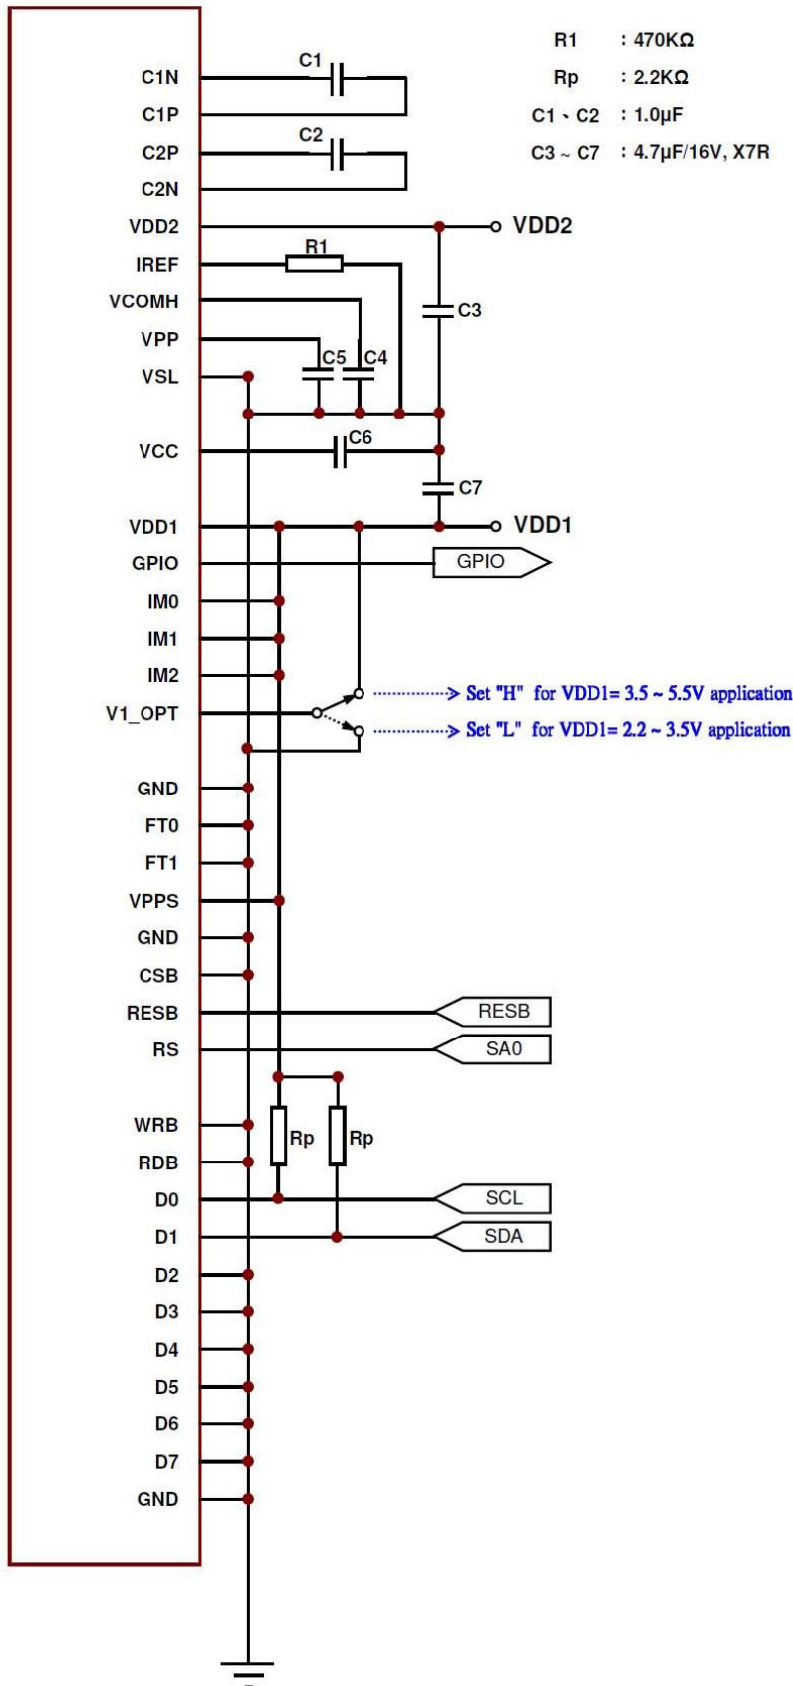 R1 : 470KΩ
Rp : 2.2KΩ
C1、C2 : 1.0μF
C3 ~ C7 : 4.7μF/16V, X7R
C1
C1N
C1P
C2
C2P
C2N
VDD2
VDD2
R1
IREF
VCOMH
C3
VPP
C5
C4
VSL
C6
VCC
C7
VDD1
VDD1
GPIO
GPIO
IM0
IM1
IM2
Set "H" for VDD1= 3.5 ~ 5.5V application
V1_OPT
Set "L" for VDD1= 2.2 ~ 3.5V application
GND
FT0
FT1
VPPS
GND
CSB
RESB
RESB
RS
SA0
WRB
Rp
Rp
RDB
D0
SCL
D1
SDA
D2
D3
D4
D5
D6
D7
GND